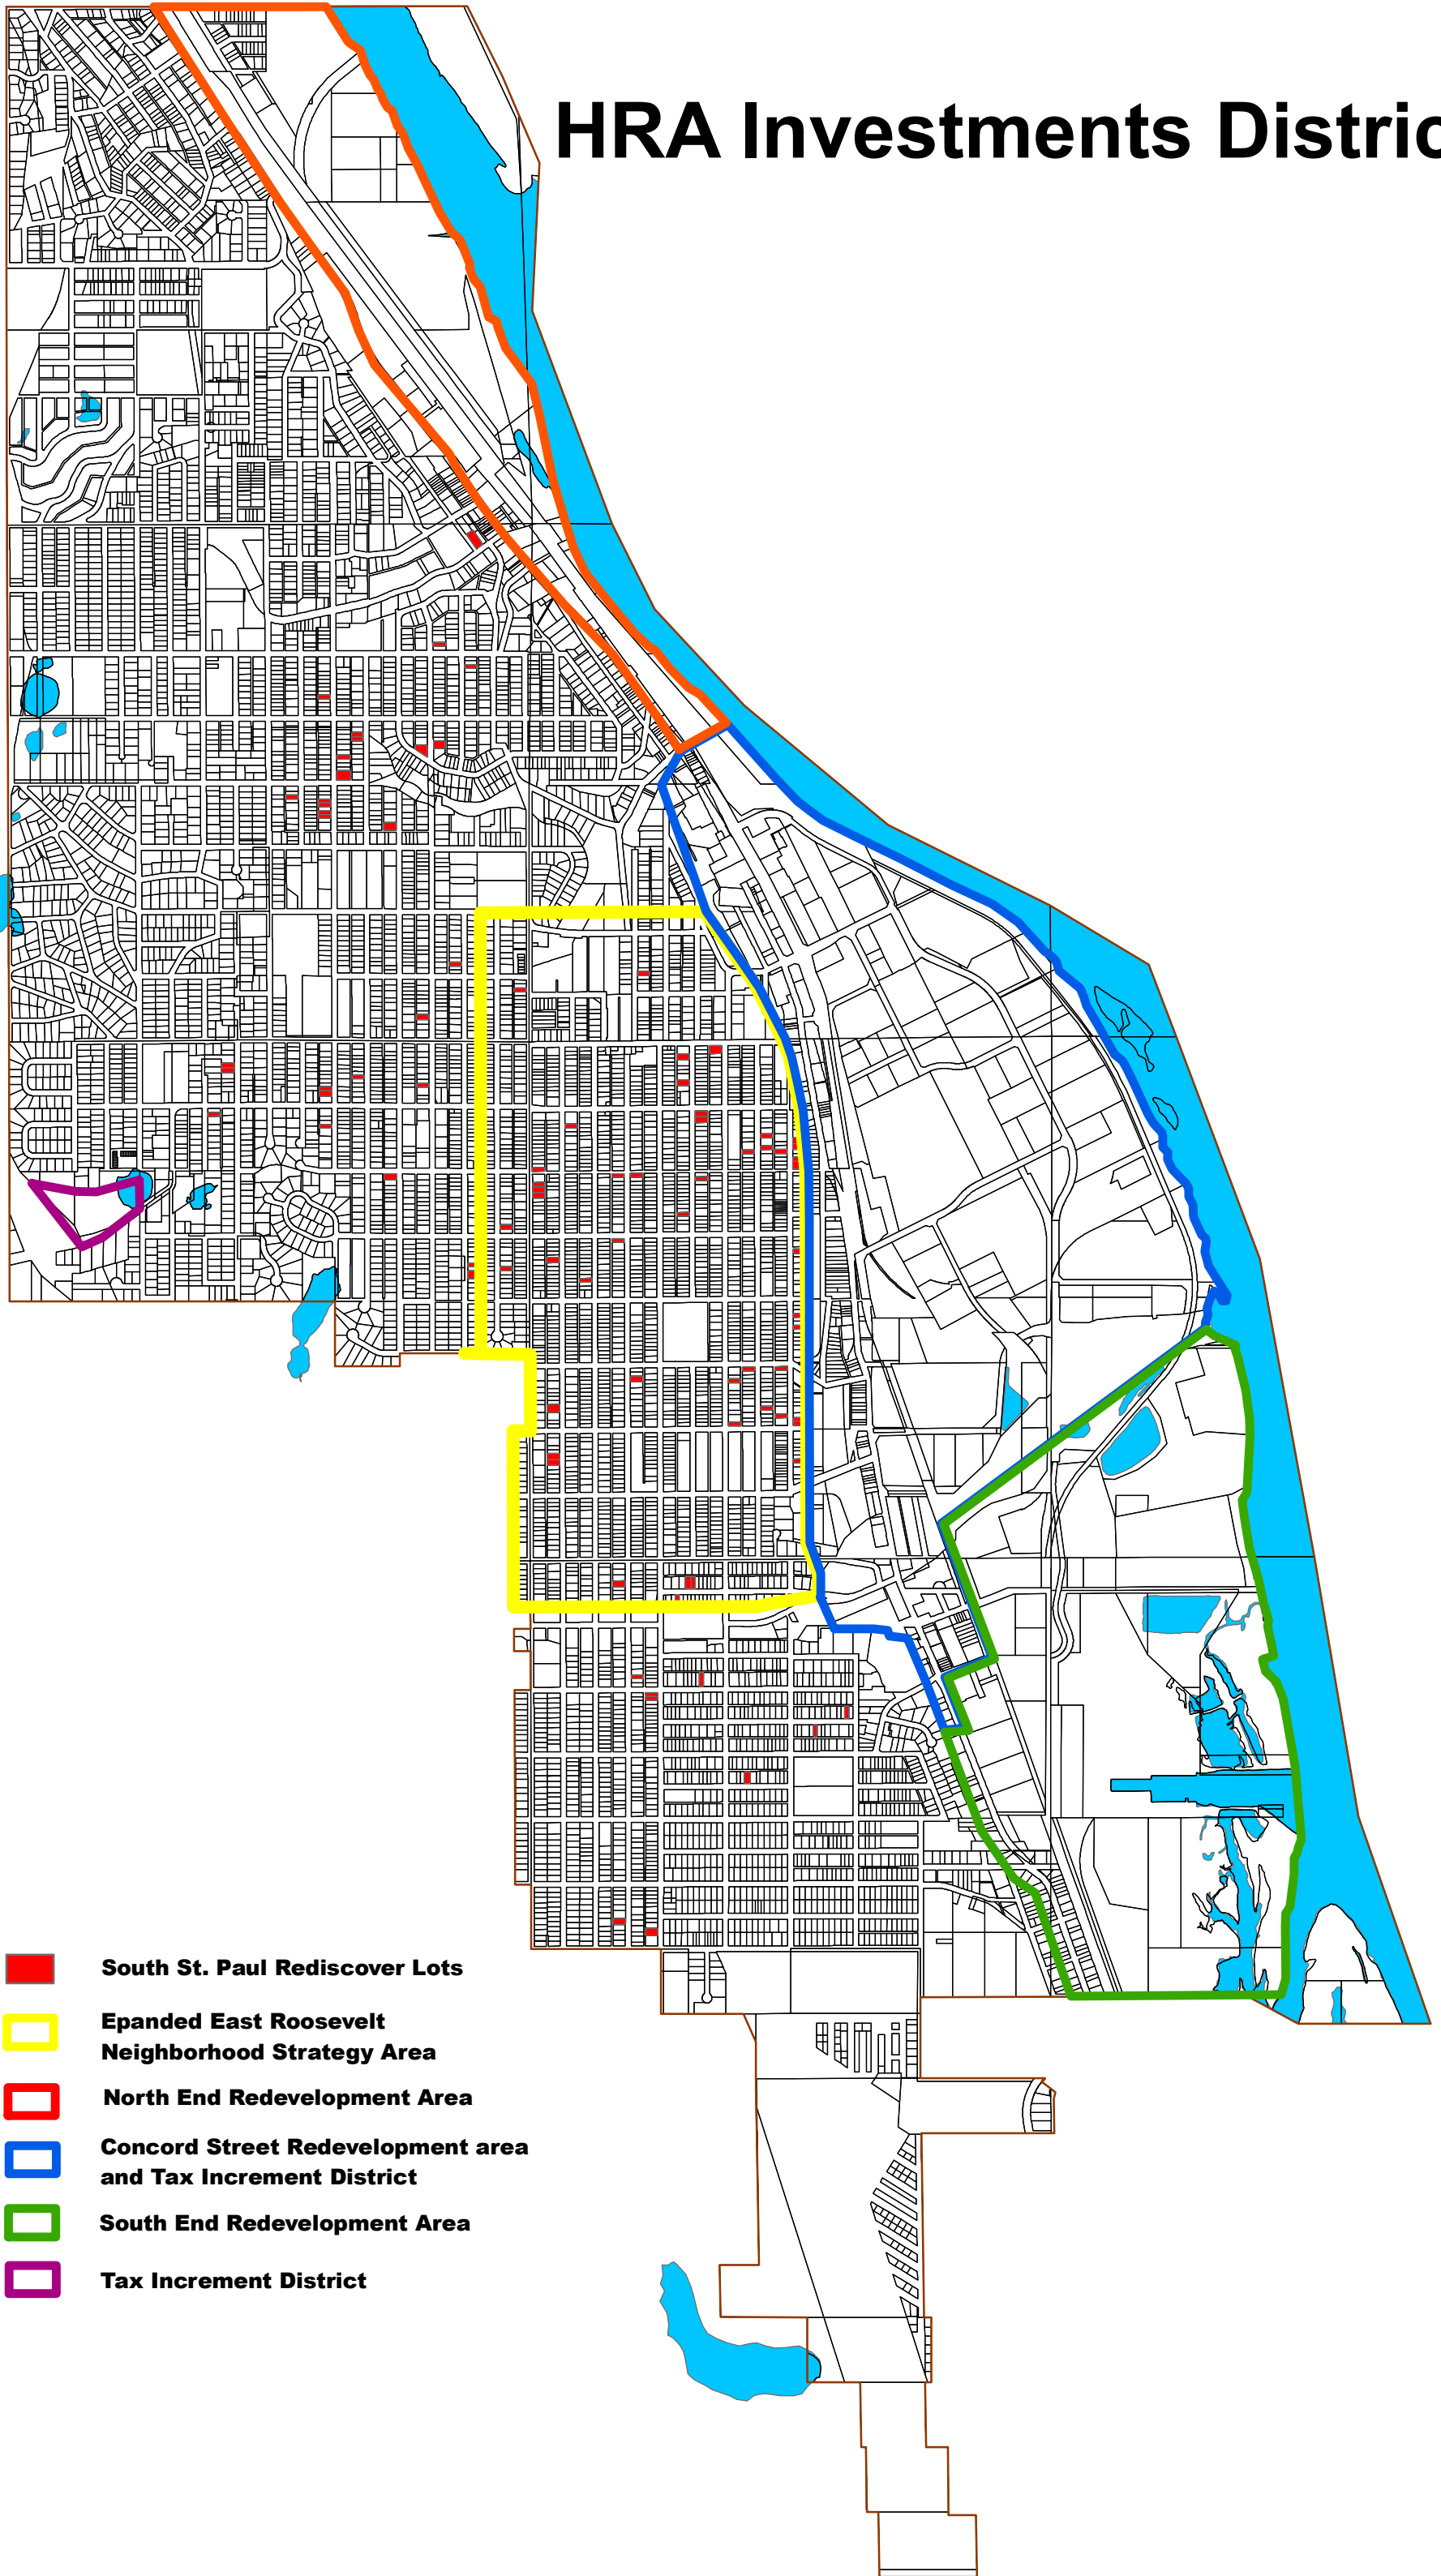 HRA Investments Distric
South St. Paul Rediscover Lots
Epanded East Roosevelt
Neighborhood Strategy Area
North End Redevelopment Area
Concord Street Redevelopment area
and Tax Increment District
South End Redevelopment Area
Tax Increment District